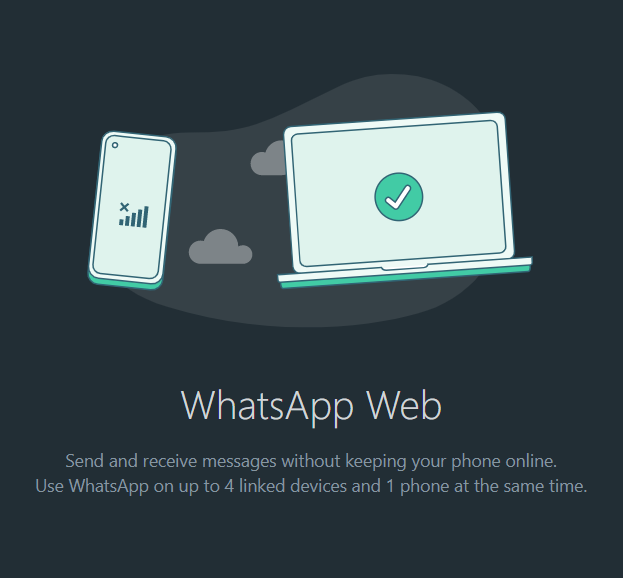 WhatsApp Web
Send and receive messages without keeping your phone online.
Use WhatsApp on up to 4 linked devices and 1 phone at the same time.